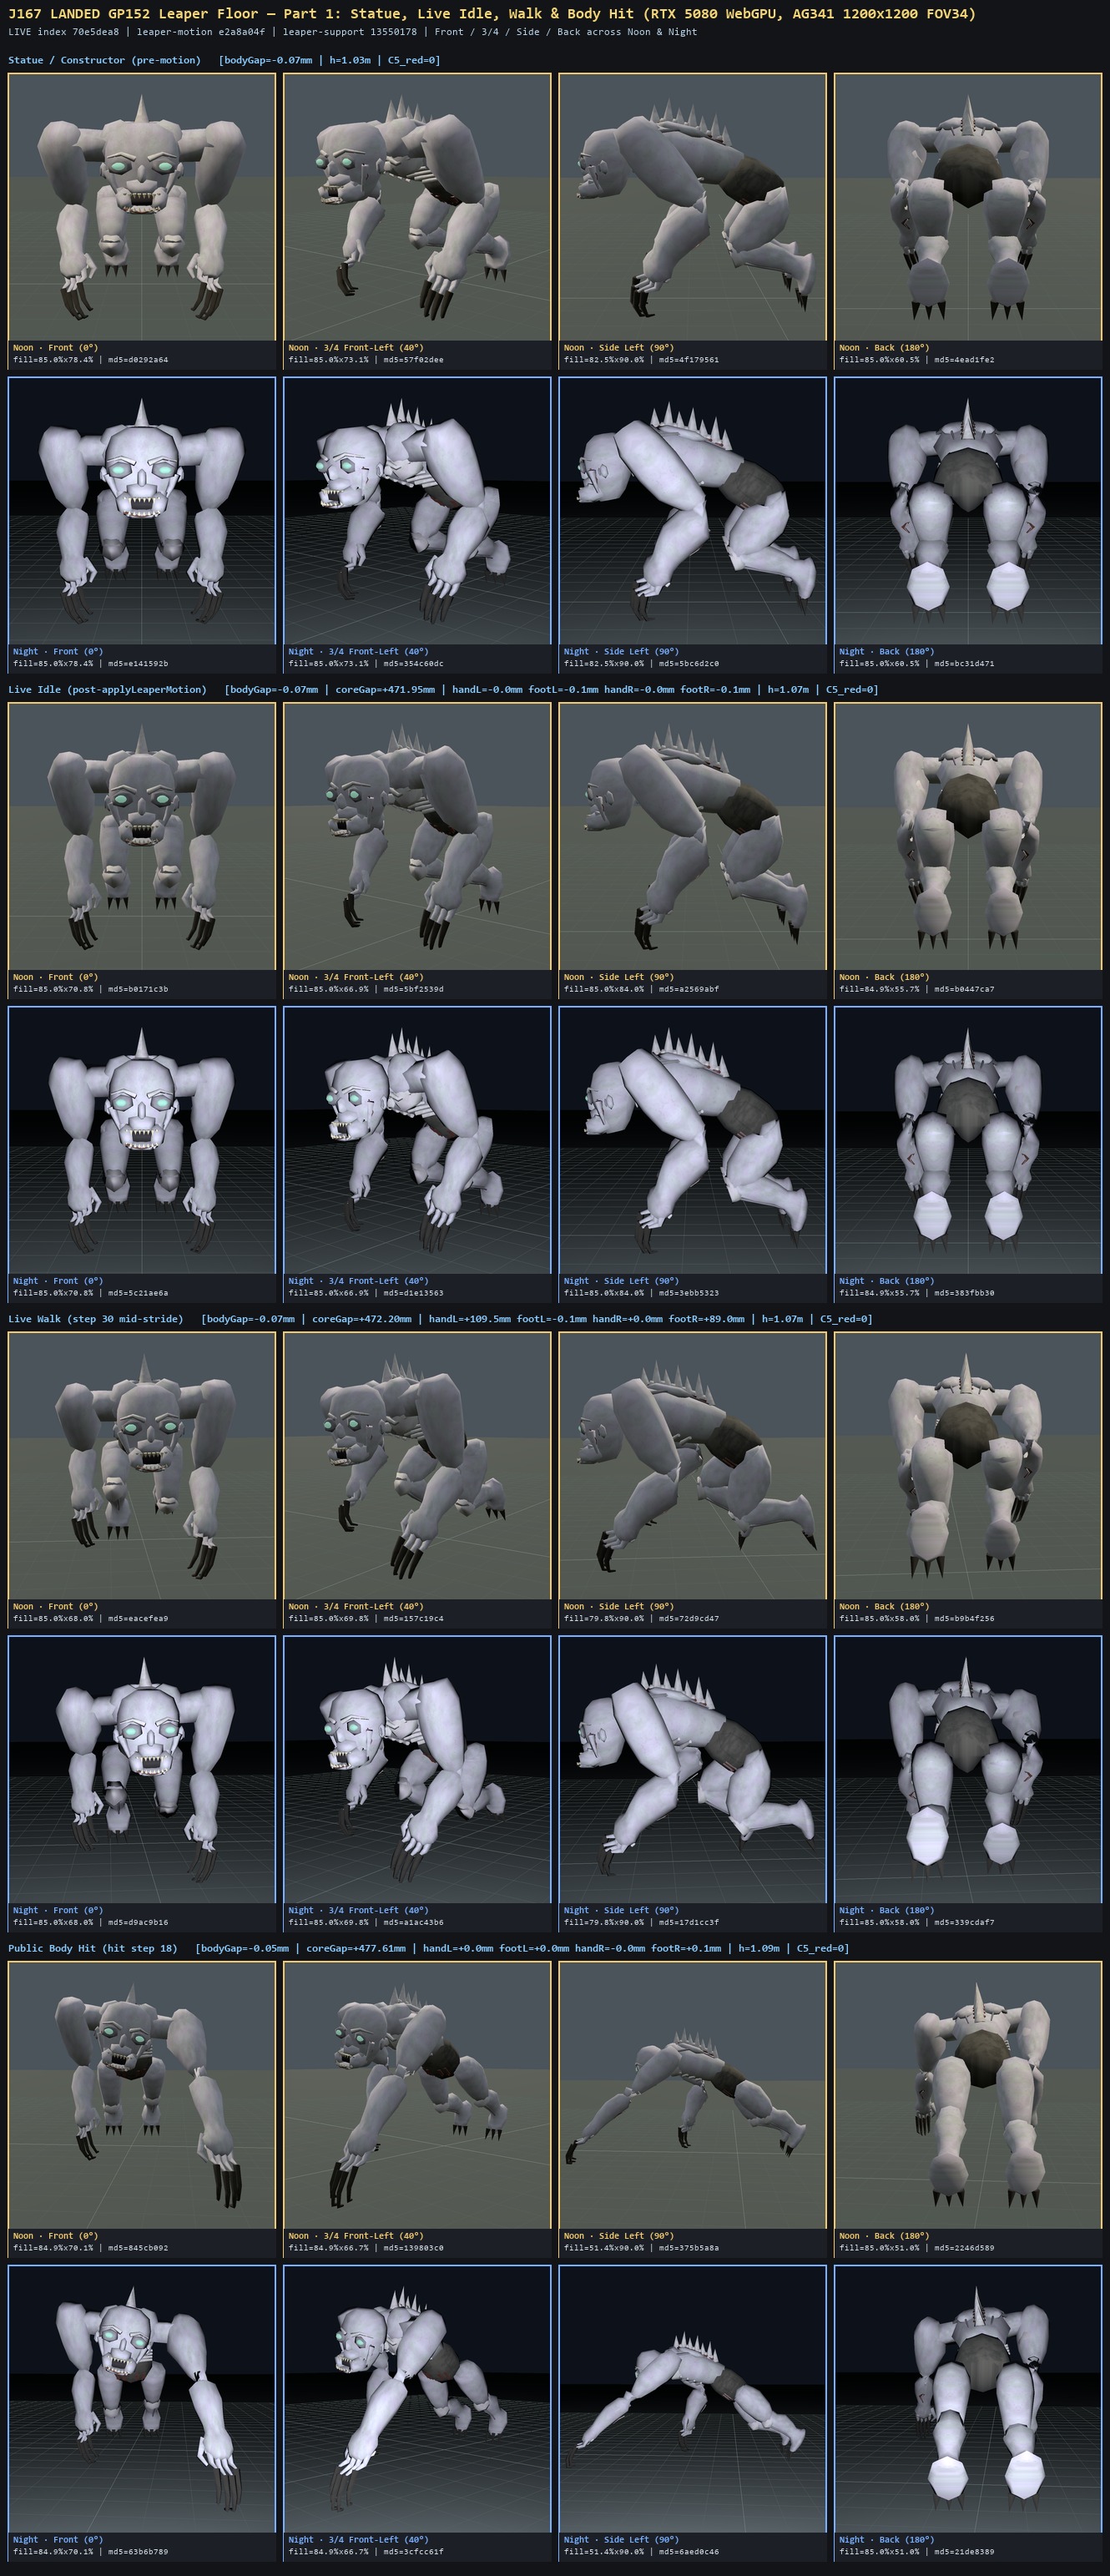 J167 LANDED GP152 Leaper Floor — Part 1: Statue, Live Idle, Walk & Body Hit (RTX 5080 WebGPU, AG341 1200x1200 FOV34)
LIVE index 70e5dea8 | leaper-motion e2a8a04f | leaper-support 13550178 | Front / 3/4 / Side / Back across Noon & Night
Statue / Constructor (pre-motion) [bodyGap=-0.07mm | h=1.03m | C5_red=0]
Noon · Front (0°)
fill=85.0%x78.4% | md5=d0292a64
Noon · 3/4 Front-Left (40°)
fill=85.0%x73.1% | md5=57f02dee
Noon · Side Left (90°)
fill=82.5%x90.0% | md5=4f179561
Noon · Back (180°)
fill=85.0%x60.5% | md5=4ead1fe2
Night · Front (0°)
fill=85.0%x78.4% | md5=e141592b
Night · 3/4 Front-Left (40°)
fill=85.0%x73.1% | md5=354c60dc
Night · Side Left (90°)
fill=82.5%x90.0% | md5=5bc6d2c0
Night · Back (180°)
fill=85.0%x60.5% | md5=bc31d471
Live Idle (post-applyLeaperMotion) [bodyGap=-0.07mm | coreGap=+471.95mm | handL=-0.0mm footL=-0.1mm handR=-0.0mm footR=-0.1mm | h=1.07m | C5_red=0]
Noon · Front (0°)
fill=85.0%x70.8% | md5=b0171c3b
Noon · 3/4 Front-Left (40°)
fill=85.0%x66.9% | md5=5bf2539d
Noon · Side Left (90°)
fill=85.0%x84.0% | md5=a2569abf
Noon · Back (180°)
fill=84.9%x55.7% | md5=b0447ca7
Night · Front (0°)
fill=85.0%x70.8% | md5=5c21ae6a
Night · 3/4 Front-Left (40°)
fill=85.0%x66.9% | md5=d1e13563
Night · Side Left (90°)
fill=85.0%x84.0% | md5=3ebb5323
Night · Back (180°)
fill=84.9%x55.7% | md5=383fbb30
Live Walk (step 30 mid-stride) [bodyGap=-0.07mm | coreGap=+472.20mm | handL=+109.5mm footL=-0.1mm handR=+0.0mm footR=+89.0mm | h=1.07m | C5_red=0]
Noon · Front (0°)
fill=85.0%x68.0% | md5=eacefea9
Noon · 3/4 Front-Left (40°)
fill=85.0%x69.8% | md5=157c19c4
Noon · Side Left (90°)
fill=79.8%x90.0% | md5=72d9cd47
Noon · Back (180°)
fill=85.0%x58.0% | md5=b9b4f256
Night · Front (0°)
fill=85.0%x68.0% | md5=d9ac9b16
Night · 3/4 Front-Left (40°)
fill=85.0%x69.8% | md5=a1ac43b6
Night · Side Left (90°)
fill=79.8%x90.0% | md5=17d1cc3f
Night · Back (180°)
fill=85.0%x58.0% | md5=339cdaf7
Public Body Hit (hit step 18) [bodyGap=-0.05mm | coreGap=+477.61mm | handL=+0.0mm footL=+0.0mm handR=-0.0mm footR=+0.1mm | h=1.09m | C5_red=0]
Noon · Front (0°)
fill=84.9%x70.1% | md5=845cb092
Noon · 3/4 Front-Left (40°)
fill=84.9%x66.7% | md5=139803c0
Noon · Side Left (90°)
fill=51.4%x90.0% | md5=375b5a8a
Noon · Back (180°)
fill=85.0%x51.0% | md5=2246d589
Night · Front (0°)
fill=84.9%x70.1% | md5=63b6b789
Night · 3/4 Front-Left (40°)
fill=84.9%x66.7% | md5=3cfcc61f
Night · Side Left (90°)
fill=51.4%x90.0% | md5=6aed0c46
Night · Back (180°)
fill=85.0%x51.0% | md5=21de8389